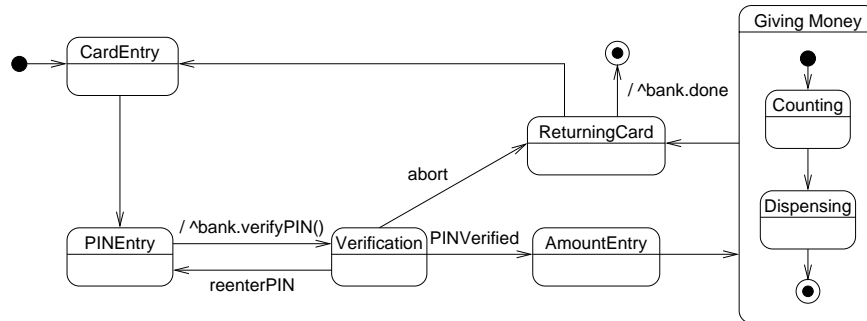 Giving Money
CardEntry
/ ^bank.done
Counting
ReturningCard
abort
Dispensing
/ ^bank.verifyPIN()
PINEntry
Verification
PINVerified
AmountEntry
reenterPIN